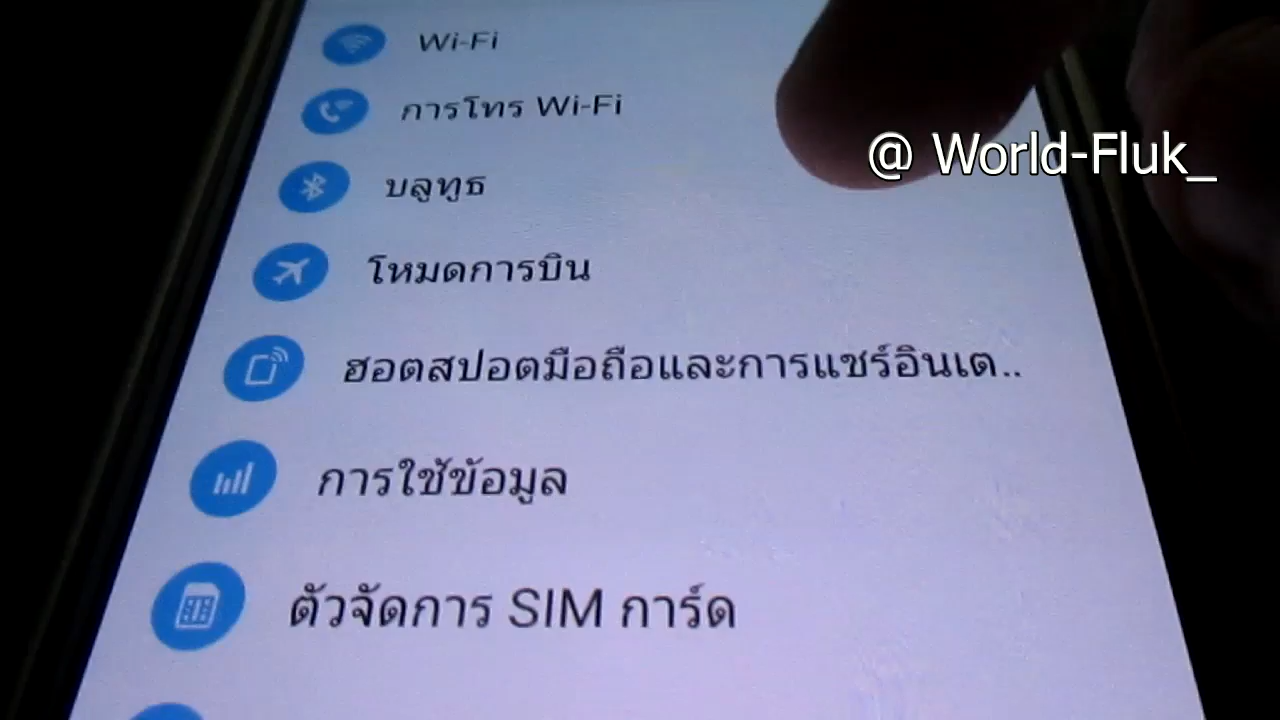 Wi-Fi
การโทร Wi-Fi
@ World-Fluk_
บลูทูธ
โหมดการบิน
ฮอตสปอตมือถือและการแชร์อินเต..
การใช้ข้อมูล
ตัวจัดการ SIM การ์ด